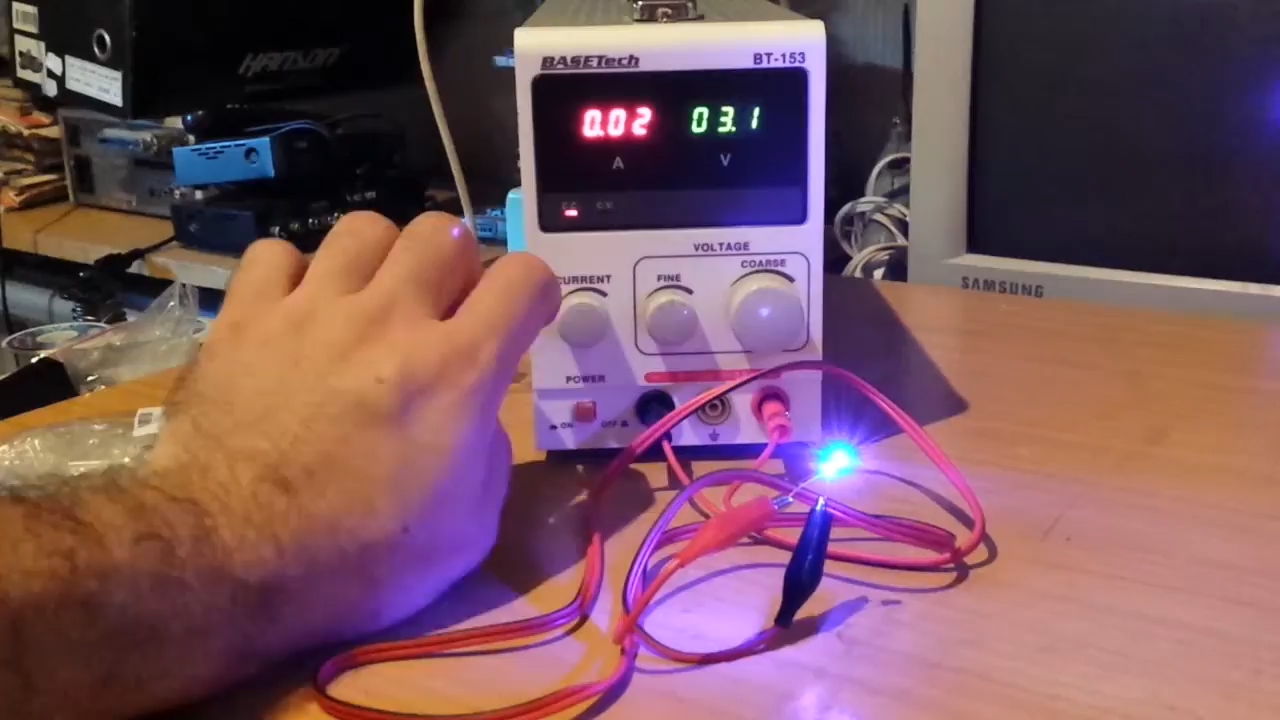 HANSON
BASETech
BT-153
0.02
03.1
A
V
C.C.
C.V.
VOLTAGE
CURRENT
FINE
COARSE
SAMSUNG
POWER
ON
OFF